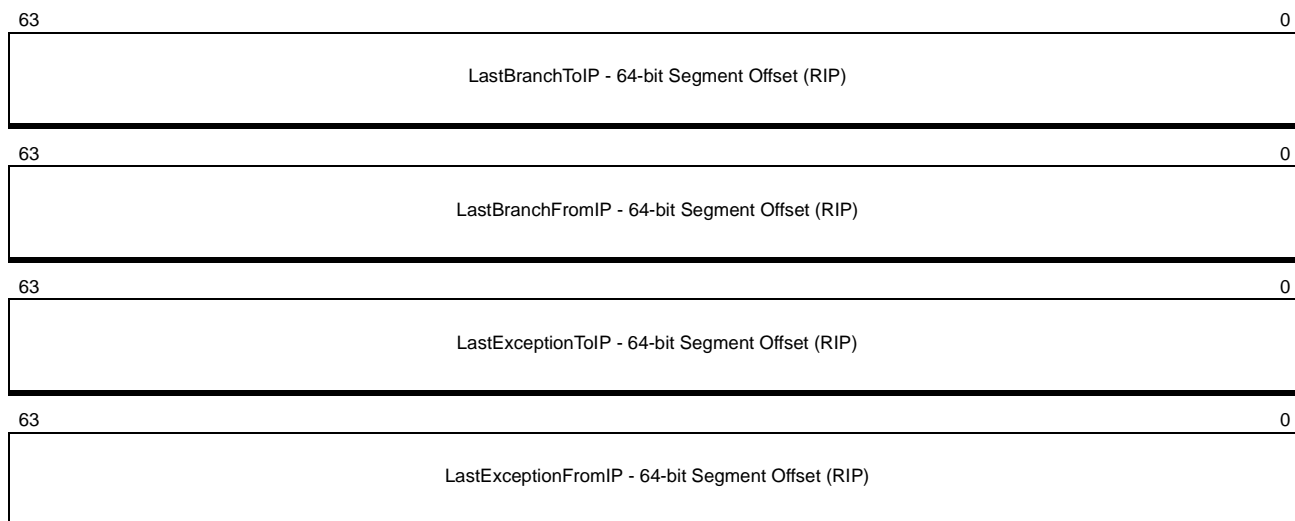 63 0
LastBranchToIP - 64-bit Segment Offset (RIP)
63 0
LastBranchFromIP - 64-bit Segment Offset (RIP)
63 0
LastExceptionToIP - 64-bit Segment Offset (RIP)
63 0
LastExceptionFromIP - 64-bit Segment Offset (RIP)